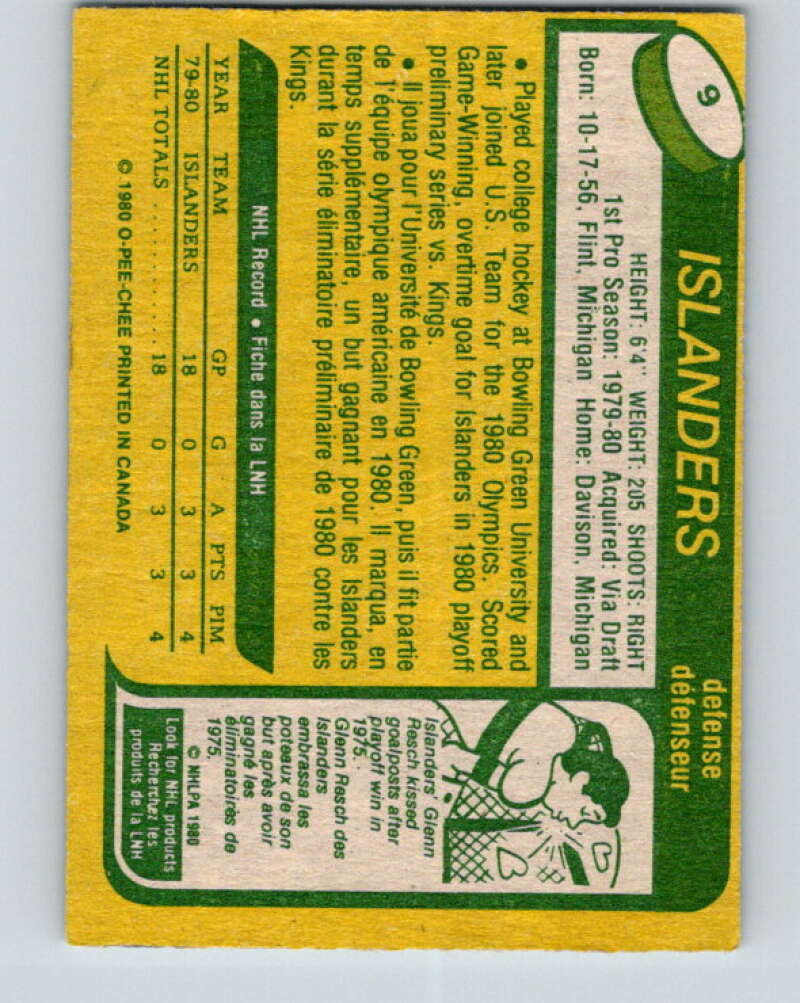 9
ISLANDERS
defense
défenseur
HEIGHT: 6'4" WEIGHT: 205 SHOOTS: RIGHT
1st Pro Season: 1979-80 Acquired: Via Draft
Born: 10-17-56, Flint, Michigan Home: Davison, Michigan
• Played college hockey at Bowling Green University and
later joined U.S. Team for the 1980 Olympics. Scored
Game-Winning, overtime goal for Islanders in 1980 playoff
preliminary series vs. Kings.
• Il joua pour l'Université de Bowling Green, puis il fit partie
de l'équipe olympique américaine en 1980. Il marqua, en
temps supplémentaire, un but gagnant pour les Islanders
durant la série éliminatoire préliminaire de 1980 contre les
Kings.
NHL Record • Fiche dans la LNH
YEAR TEAM GP G A PTS PIM
79-80 ISLANDERS 18 0 3 3 4
NHL TOTALS .......... 18 0 3 3 4
© 1980 O-PEE-CHEE PRINTED IN CANADA
Islanders' Glenn
Resch kissed
goalposts after
playoff win in
1975.
Glenn Resch des
Islanders
embrassa les
poteaux de son
but après avoir
gagné les
éliminatoires de
1975.
© NHLPA 1980
Look for NHL products
Recherchez les
produits de la LNH